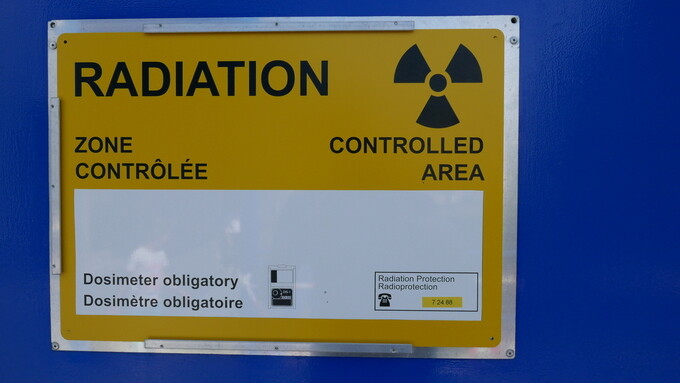 RADIATION
ZONE
CONTRÔLÉE
CONTROLLED
AREA
Dosimeter obligatory
Dosimètre obligatoire
Radiation Protection
Radioprotection
7 24 88